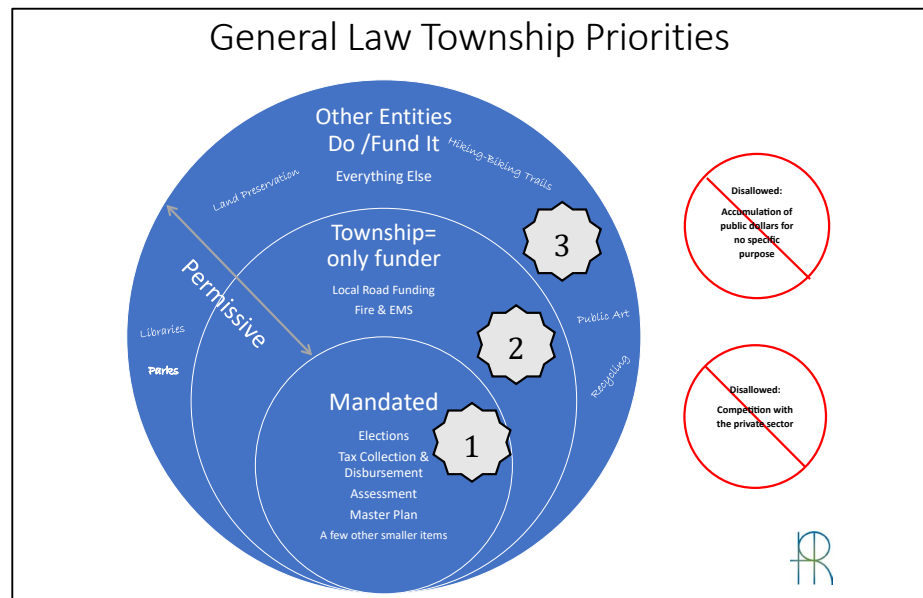 General Law Township Priorities
Other Entities
Do /Fund It
Hiking-Biking Trails
Land Preservation
Everything Else
Township=
only funder
3
Permissive
Local Road Funding
Fire & EMS
Libraries
Parks
2
Public Art
Recycling
Mandated
1
Elections
Tax Collection &
Disbursement
Assessment
Master Plan
A few other smaller items
Disallowed:
Accumulation of
public dollars for
no specific
purpose
Disallowed:
Competition with
the private sector